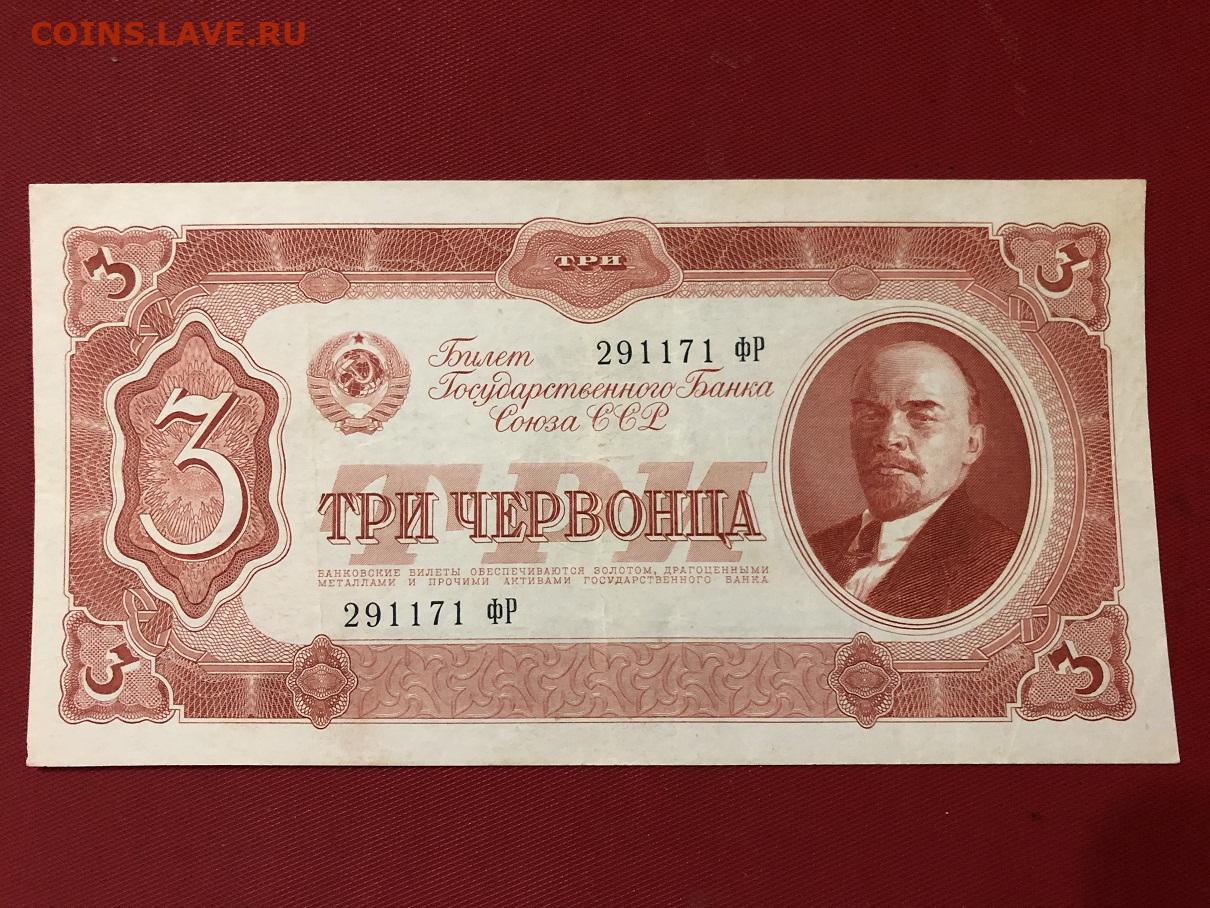 COINS.LAVE.RU
3
ТРИ
3
Билет
291171 фР
Государственного Банка
Союза ССР
3
ТРИ
ТРИ ЧЕРВОНЦА
БАНКОВСКИЕ БИЛЕТЫ ОБЕСПЕЧИВАЮТСЯ ЗОЛОТОМ, ДРАГОЦЕННЫМИ
МЕТАЛЛАМИ И ПРОЧИМИ АКТИВАМИ ГОСУДАРСТВЕННОГО БАНКА
291171 фР
3
3